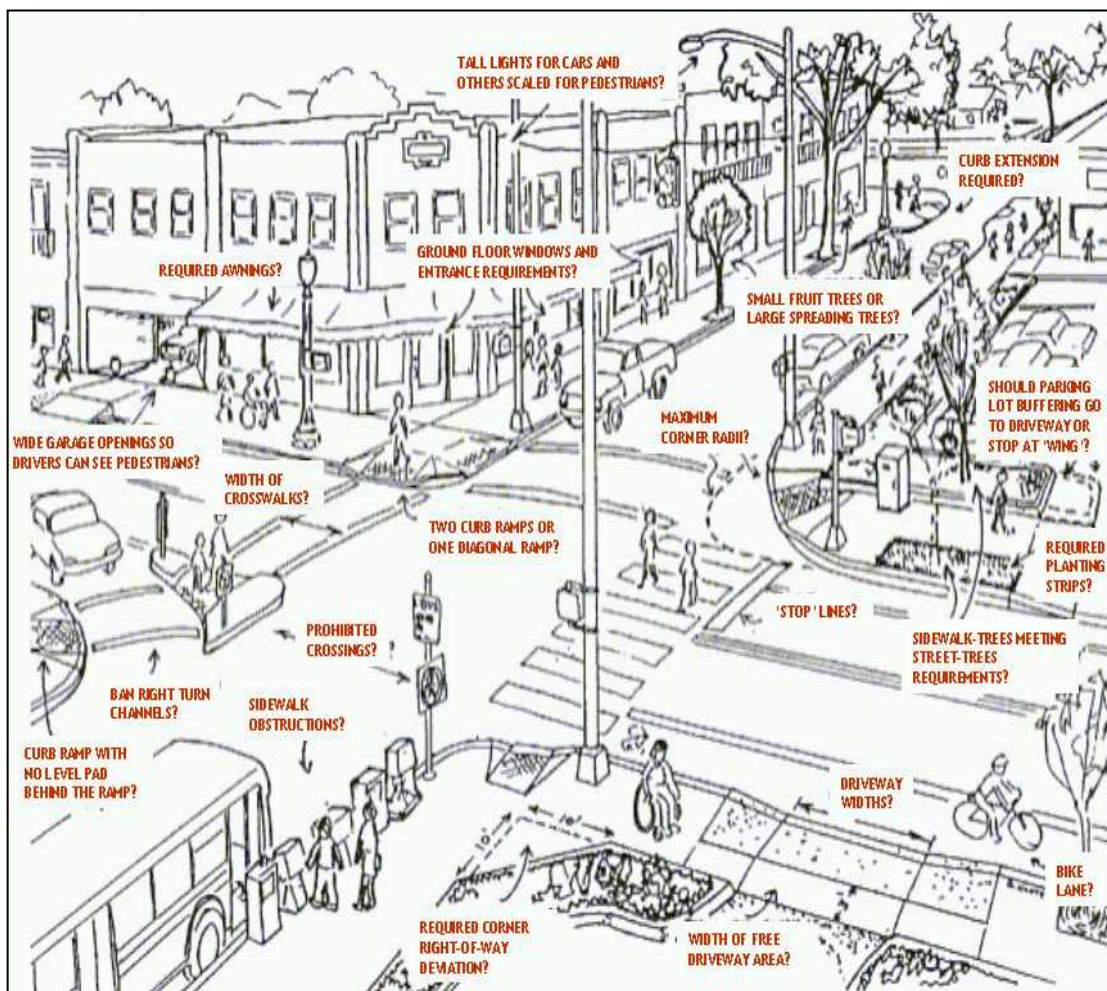 TALL LIGHTS FOR CARS AND
OTHERS SCALED FOR PEDESTRIANS?
CURB EXTENSION
REQUIRED?
REQUIRED AWNINGS?
GROUND FLOOR WINDOWS AND
ENTRANCE REQUIREMENTS?
SMALL FRUIT TREES OR
LARGE SPREADING TREES?
SHOULD PARKING
LOT BUFFERING GO
TO DRIVEWAY OR
STOP AT 'WING'?
MAXIMUM
CORNER RADII?
WIDE GARAGE OPENINGS SO
DRIVERS CAN SEE PEDESTRIANS?
WIDTH OF
CROSSWALKS?
TWO CURB RAMPS OR
ONE DIAGONAL RAMP?
REQUIRED
PLANTING
STRIPS?
'STOP' LINES?
PROHIBITED
CROSSINGS?
SIDEWALK-TREES MEETING
STREET-TREES
REQUIREMENTS?
BAN RIGHT TURN
CHANNELS?
SIDEWALK
OBSTRUCTIONS?
CURB RAMP WITH
NO LEVEL PAD
BEHIND THE RAMP?
DRIVEWAY
WIDTHS?
10'
BIKE
LANE?
REQUIRED CORNER
RIGHT-OF-WAY
DEVIATION?
WIDTH OF FREE
DRIVEWAY AREA?